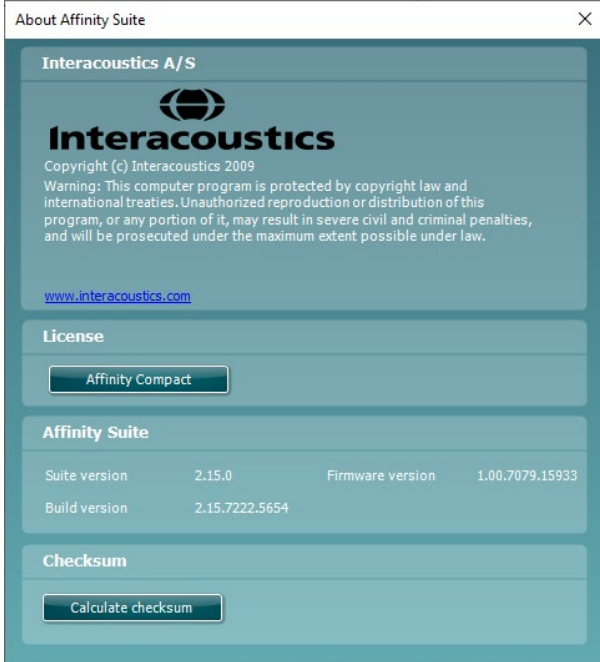 About Affinity Suite
Interacoustics A/S
Interacoustics
Copyright (c) Interacoustics 2009
Warning: This computer program is protected by copyright law and
international treaties. Unauthorized reproduction or distribution of this
program, or any portion of it, may result in severe civil and criminal penalties,
and will be prosecuted under the maximum extent possible under law.
www.interacoustics.com
License
Affinity Compact
Affinity Suite
Suite version 2.15.0 Firmware version 1.00.7079.15933
Build version 2.15.7222.5654
Checksum
Calculate checksum